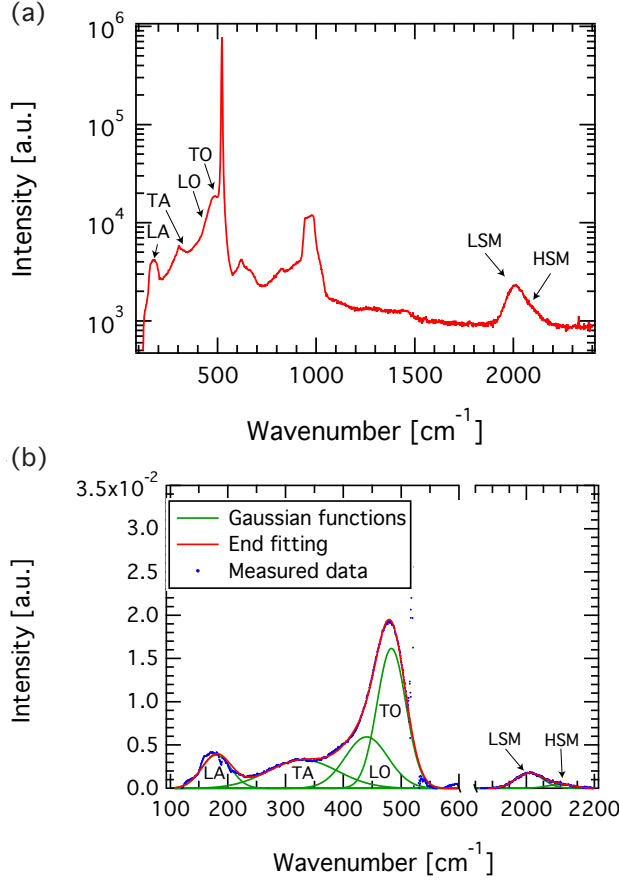 (a)
10^6
10^5
10^4
10^3
Intensity [a.u.]
TO
LO
TA
LA
LSM
HSM
500
1000
1500
2000
Wavenumber [cm^-1]
(b)
3.5x10^-2
3.0
2.5
2.0
1.5
1.0
0.5
0.0
Intensity [a.u.]
Gaussian functions
End fitting
Measured data
LA
TA
LO
TO
LSM
HSM
100
200
300
400
500
600
2000
2200
Wavenumber [cm^-1]